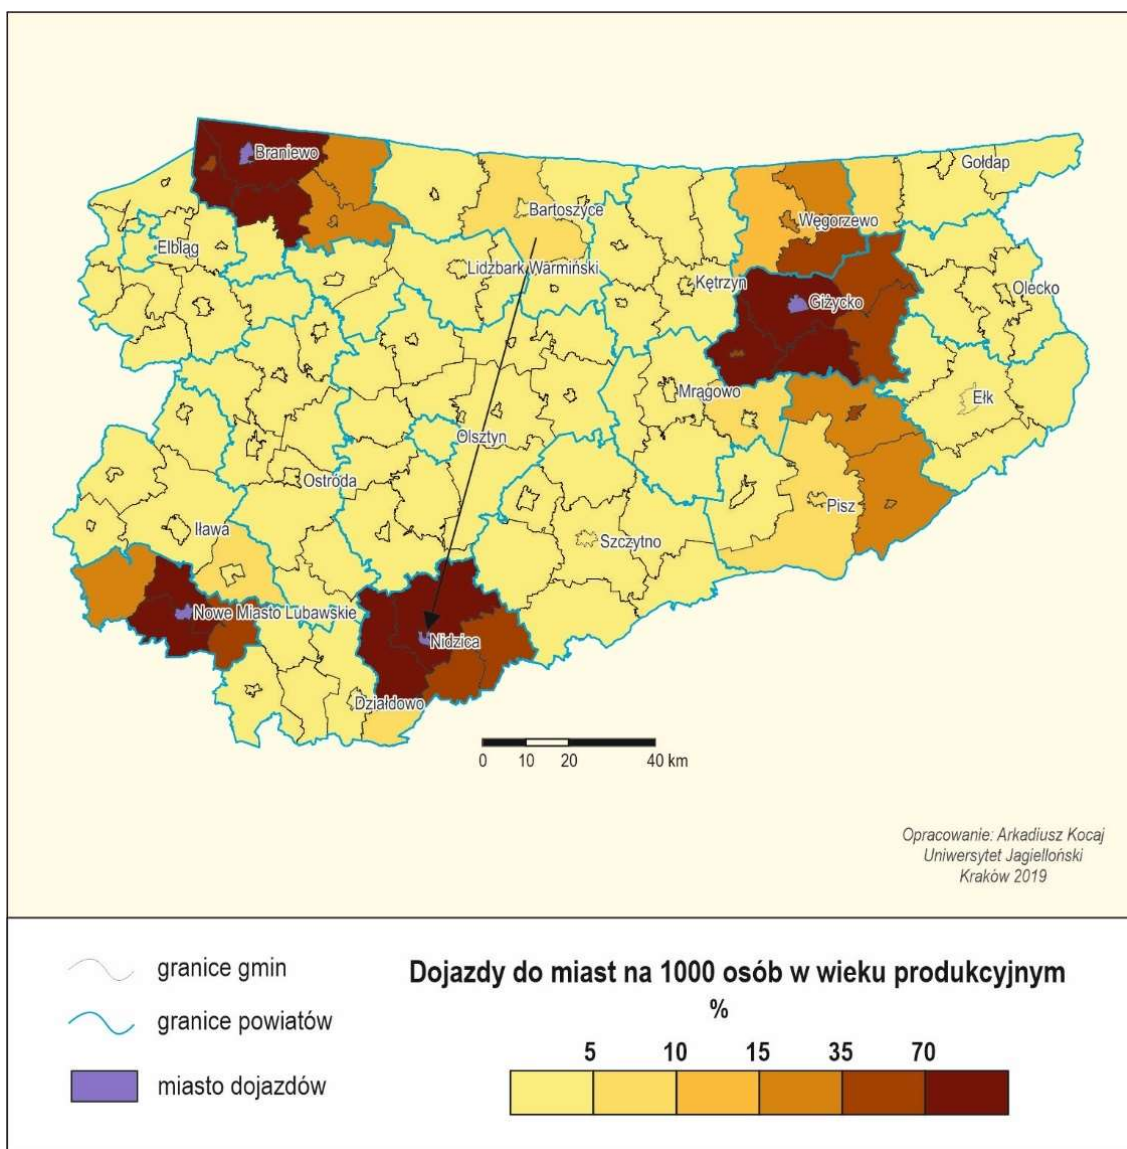 Braniewo
Gołdap
Bartoszyce
Węgorzewo
Elbląg
Lidzbark Warmiński
Kętrzyn
Olecko
Giżycko
Mrągowo
Ełk
Olsztyn
Ostróda
Pisz
Iława
Szczytno
Nowe Miasto Lubawskie
Nidzica
Działdowo
0 10 20 40 km
Opracowanie: Arkadiusz Kocaj
Uniwersytet Jagielloński
Kraków 2019
granice gmin
granice powiatów
miasto dojazdów
Dojazdy do miast na 1000 osób w wieku produkcyjnym
%
5 10 15 35 70